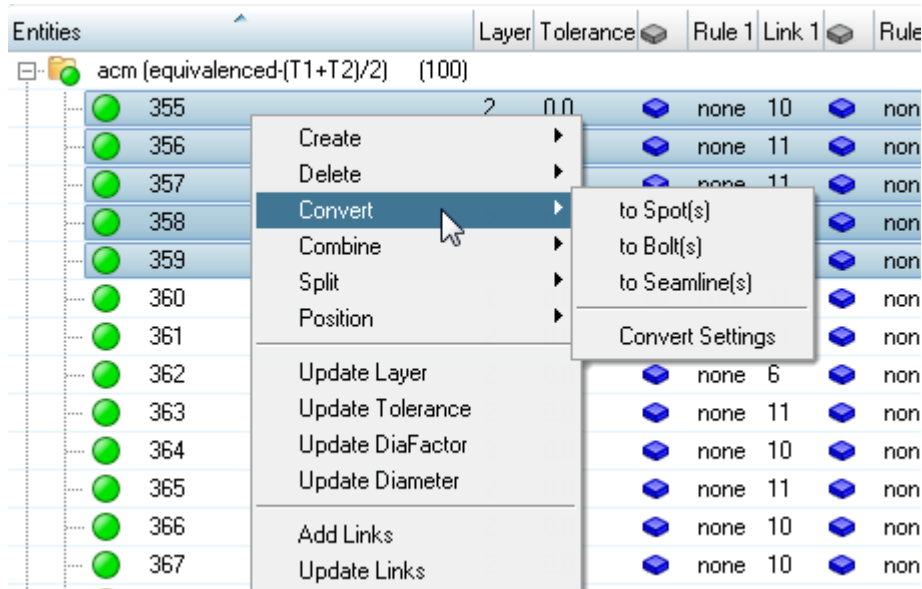 Entities Layer Tolerance Rule 1 Link 1 Rule
acm (equivalenced-(T1+T2)/2) (100)
355 2 0.0 none 10 non
356 none 11 non
357 none 11 non
358 non
359 non
360 non
361 non
362 none 6 non
363 none 11 non
364 none 10 non
365 none 11 non
366 none 10 non
367 none 10 non
Create
Delete
Convert
Combine
Split
Position
Update Layer
Update Tolerance
Update DiaFactor
Update Diameter
Add Links
Update Links
to Spot(s)
to Bolt(s)
to Seamline(s)
Convert Settings